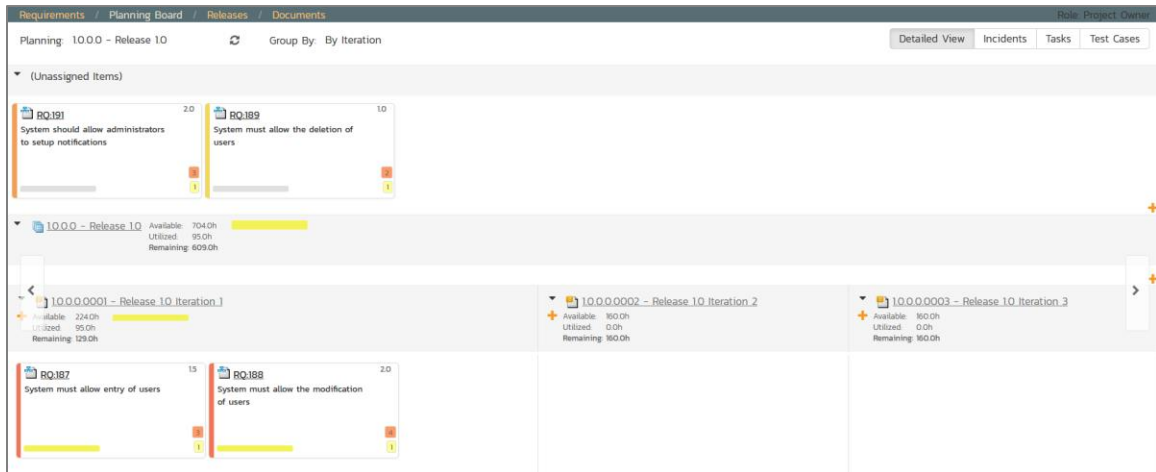 Requirements / Planning Board / Releases / Documents Role: Project Owner
Planning: 1.0.0.0 - Release 1.0 Group By: By Iteration Detailed View Incidents Tasks Test Cases
(Unassigned Items)
RQ:191 2.0 RQ:189 1.0
System should allow administrators System must allow the deletion of
to setup notifications users
3 2
1 1
1.0.0.0 - Release 1.0 Available: 704.0h
Utilized: 95.0h
Remaining: 609.0h
1.0.0.0.0001 - Release 1.0 Iteration 1 1.0.0.0.0002 - Release 1.0 Iteration 2 1.0.0.0.0003 - Release 1.0 Iteration 3
Available: 224.0h Available: 160.0h Available: 160.0h
Utilized: 95.0h Utilized: 0.0h Utilized: 0.0h
Remaining: 129.0h Remaining: 160.0h Remaining: 160.0h
RQ:187 1.5 RQ:188 2.0
System must allow entry of users System must allow the modification
of users
4
1 1